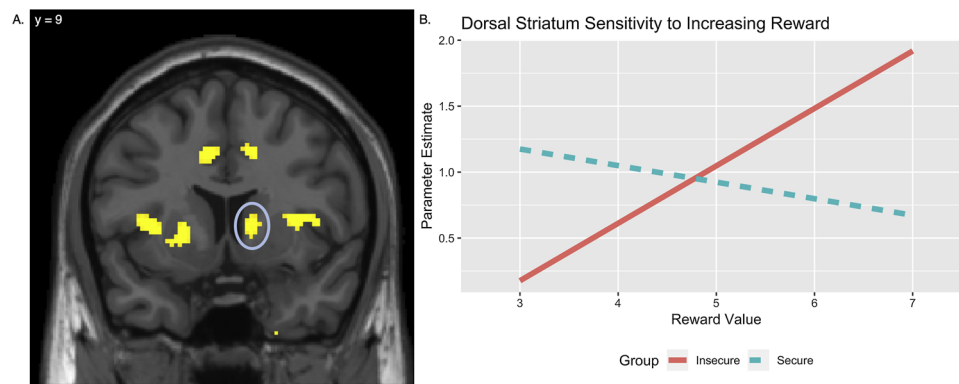 A.
y = 9
B.
Dorsal Striatum Sensitivity to Increasing Reward
2.0
1.5
1.0
0.5
Parameter Estimate
3 4 5 6 7
Reward Value
Group Insecure Secure